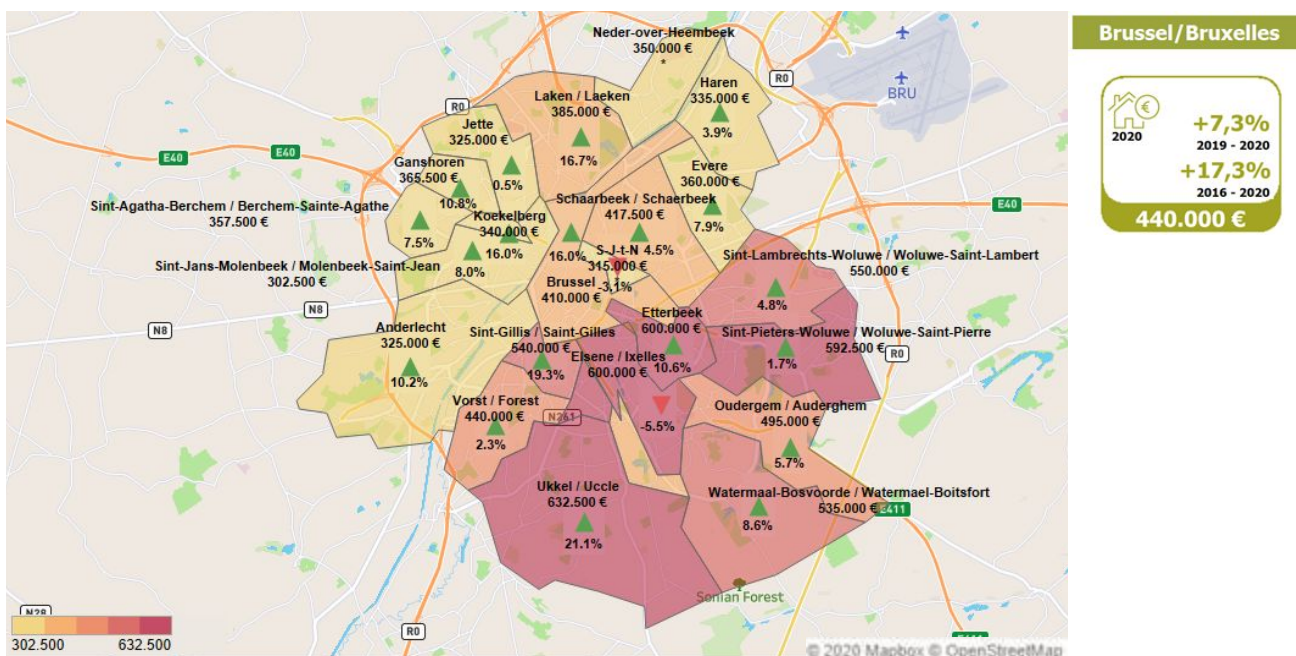 Neder-over-Heembeek
350.000 €
*
Haren
335.000 €
3.9%
R0
BRU
Laken / Laeken
385.000 €
16.7%
R0
Jette
325.000 €
0.5%
E40
E40
Ganshoren
365.500 €
10.8%
Evere
360.000 €
7.9%
Sint-Agatha-Berchem / Berchem-Sainte-Agathe
357.500 €
7.5%
Koekelberg
340.000 €
16.0%
Schaarbeek / Schaerbeek
417.500 €
4.5%
E40
Sint-Jans-Molenbeek / Molenbeek-Saint-Jean
302.500 €
8.0%
16.0%
S-J-t-N
315.000 €
-3,1%
Brussel
410.000 €
Sint-Lambrechts-Woluwe / Woluwe-Saint-Lambert
550.000 €
4.8%
N8
N8
Anderlecht
325.000 €
10.2%
Sint-Gillis / Saint-Gilles
540.000 €
19.3%
Etterbeek
600.000 €
10.6%
Sint-Pieters-Woluwe / Woluwe-Saint-Pierre
592.500 €
1.7%
R0
Elsene / Ixelles
600.000 €
-5.5%
Vorst / Forest
440.000 €
2.3%
N261
Oudergem / Auderghem
495.000 €
5.7%
Ukkel / Uccle
632.500 €
21.1%
Watermaal-Bosvoorde / Watermael-Boitsfort
535.000 €
8.6%
E411
Sonian Forest
N28
302.500 632.500
R0
E411
© 2020 Mapbox © OpenStreetMap
Brussel/Bruxelles
€
2020
+7,3%
2019 - 2020
+17,3%
2016 - 2020
440.000 €